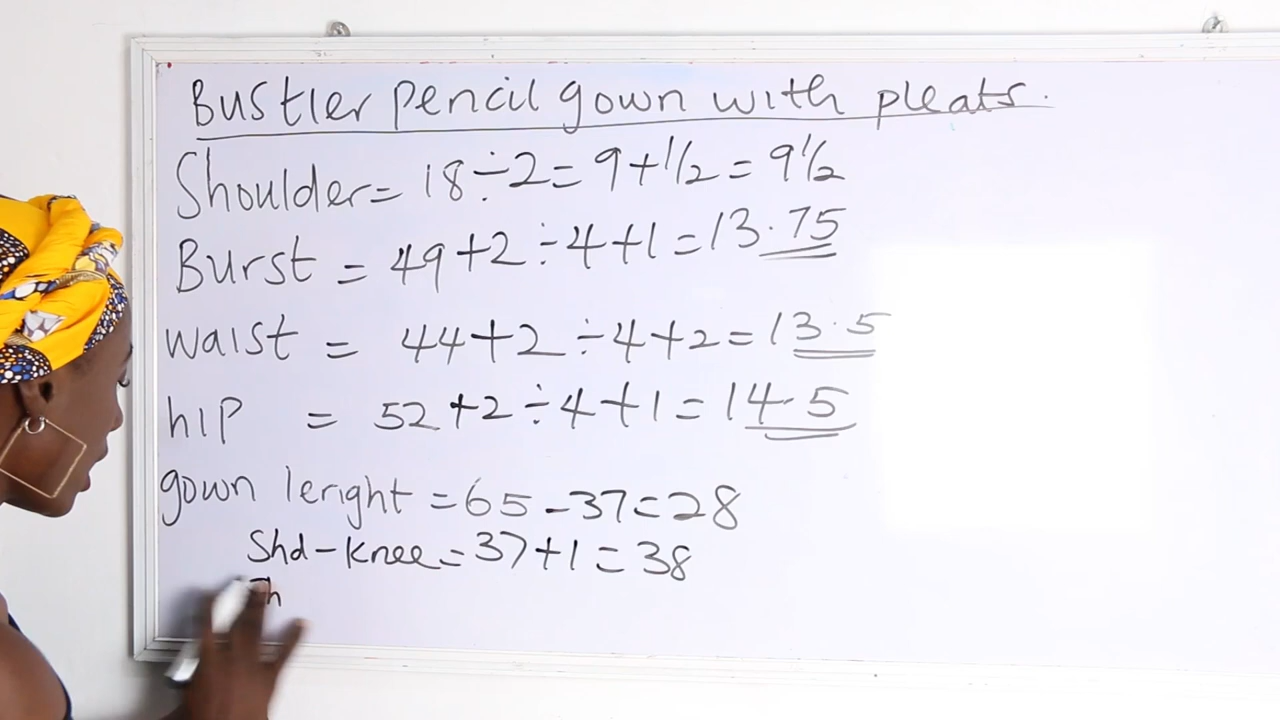 Bustier pencil gown with pleats.
Shoulder = 18÷2=9+1/2=9 1/2
Burst = 49+2÷4+1=13.75
waist = 44+2÷4+2=13.5
hip = 52+2÷4+1=14.5
gown lenght =65-37=28
Shd-knee=37+1=38